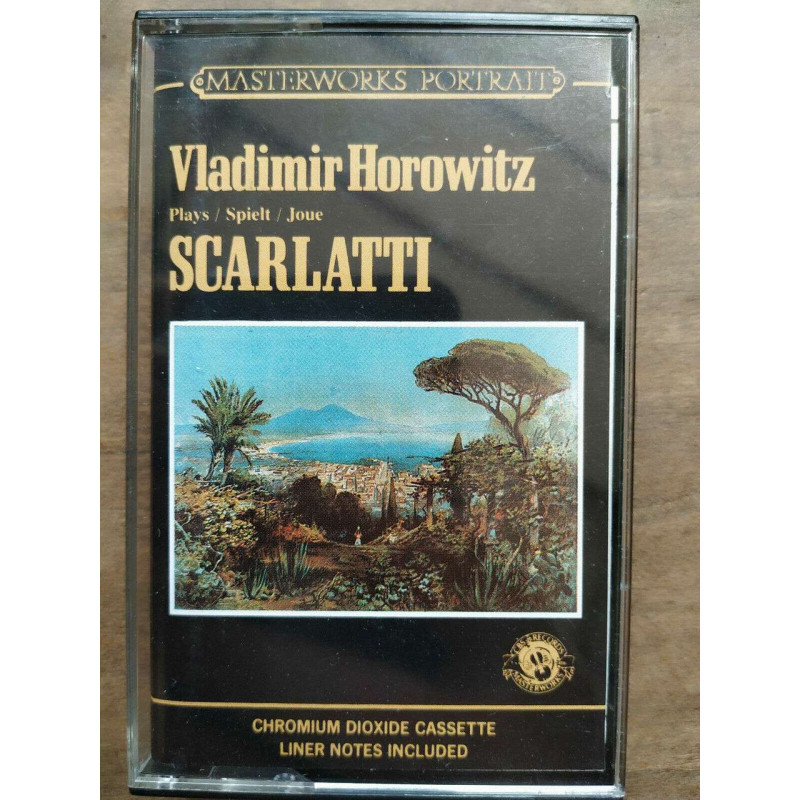 MASTERWORKS PORTRAIT
Vladimir Horowitz
Plays / Spielt / Joue
SCARLATTI
CBS RECORDS
MASTERWORKS
CHROMIUM DIOXIDE CASSETTE
LINER NOTES INCLUDED